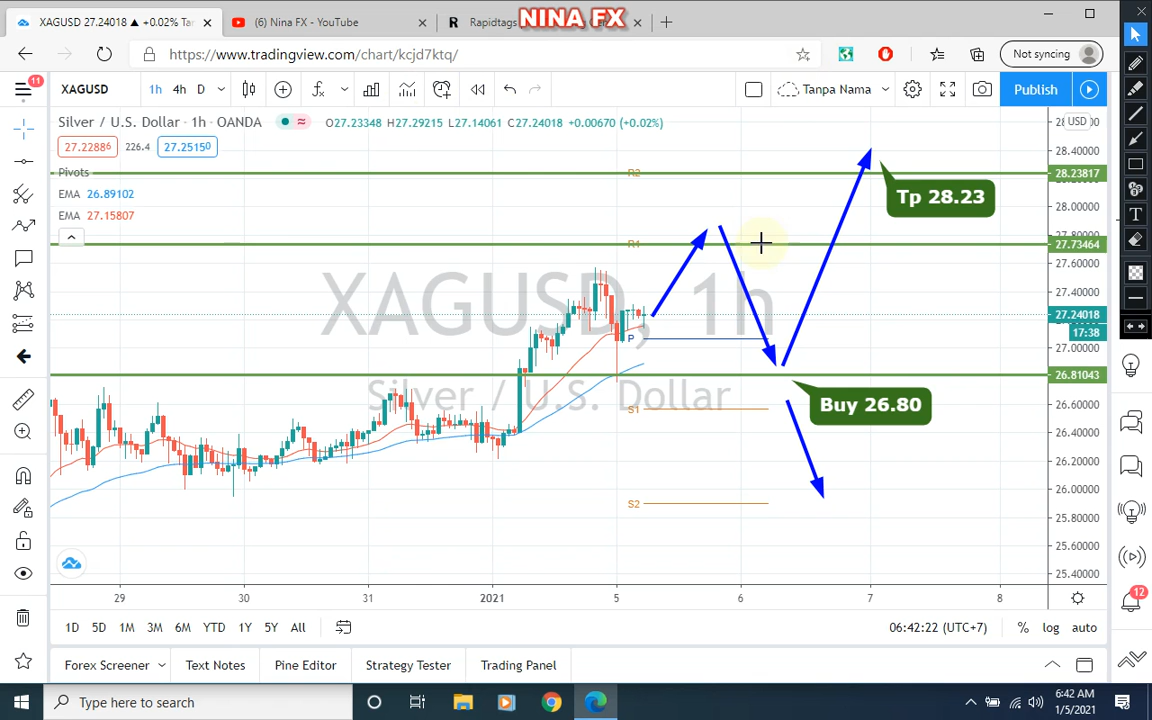 XAGUSD 27.24018 ▲ +0.02% Tan
(6) Nina FX - YouTube
Rapidtags
NINA FX
https://www.tradingview.com/chart/kcjd7ktq/
Not syncing
11
XAGUSD
1h 4h D
Tanpa Nama
Publish
Silver / U.S. Dollar · 1h · OANDA
O27.23348 H27.29215 L27.14061 C27.24018 +0.00670 (+0.02%)
USD
27.22886
226.4
27.25150
28.40000
Pivots
R2
28.23817
EMA 26.89102
Tp 28.23
28.00000
EMA 27.15807
R1
27.73464
27.60000
XAGUSD, 1h
27.40000
27.24018
17:38
P
27.00000
26.81043
Silver / U.S. Dollar
Buy 26.80
S1
26.60000
26.40000
26.20000
26.00000
S2
25.80000
25.60000
25.40000
29 30 31 2021 5 6 7 8
12
1D 5D 1M 3M 6M YTD 1Y 5Y All
06:42:22 (UTC+7)
% log auto
Forex Screener
Text Notes
Pine Editor
Strategy Tester
Trading Panel
Type here to search
6:42 AM
1/5/2021